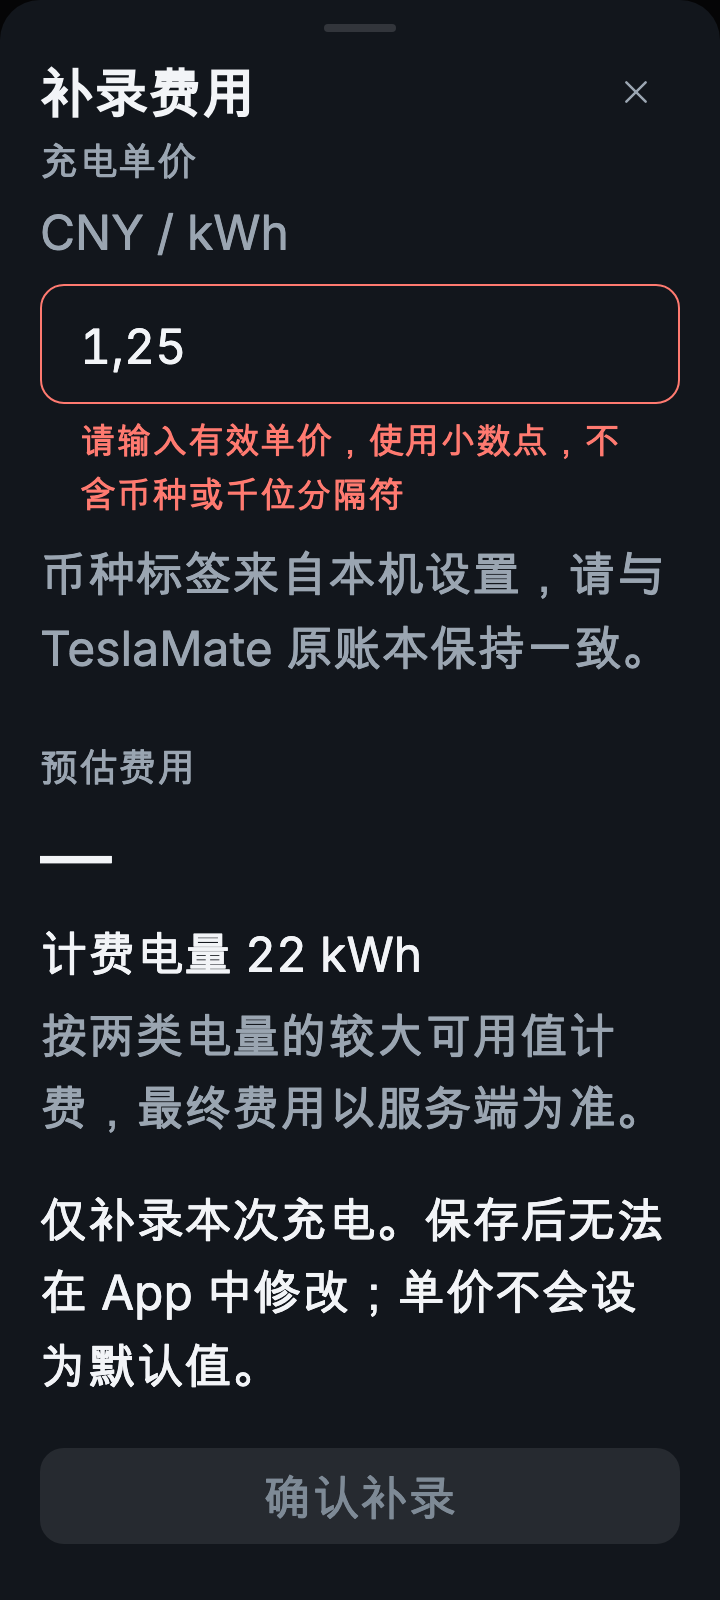 补录费用
充电单价
CNY / kWh
1,25
请输入有效单价，使用小数点，不
含币种或千位分隔符
币种标签来自本机设置，请与
TeslaMate 原账本保持一致。
预估费用
—
计费电量 22 kWh
按两类电量的较大可用值计
费，最终费用以服务端为准。
仅补录本次充电。保存后无法
在 App 中修改；单价不会设
为默认值。
确认补录